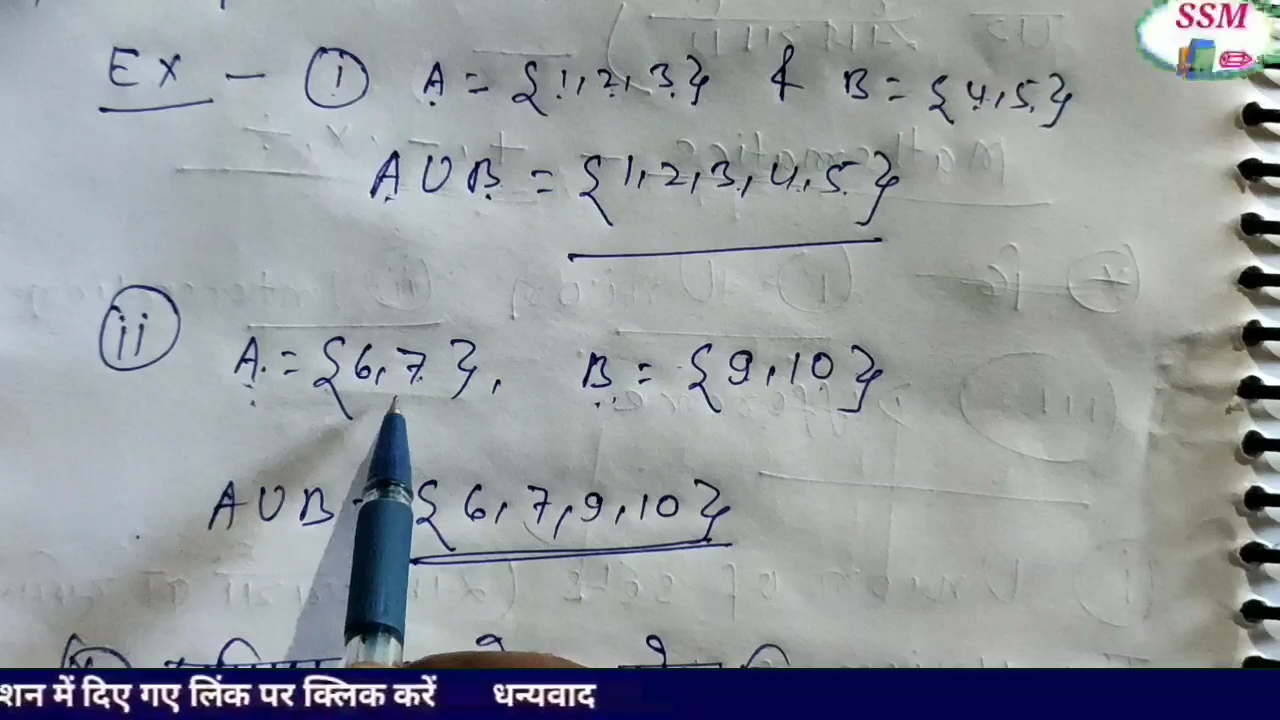 SSM
Ex - (i) A = {1, 2, 3} & B = {4, 5}
A ∪ B = {1, 2, 3, 4, 5}
(ii) A = {6, 7}, B = {9, 10}
A ∪ B = {6, 7, 9, 10}
शन में दिए गए लिंक पर क्लिक करें धन्यवाद